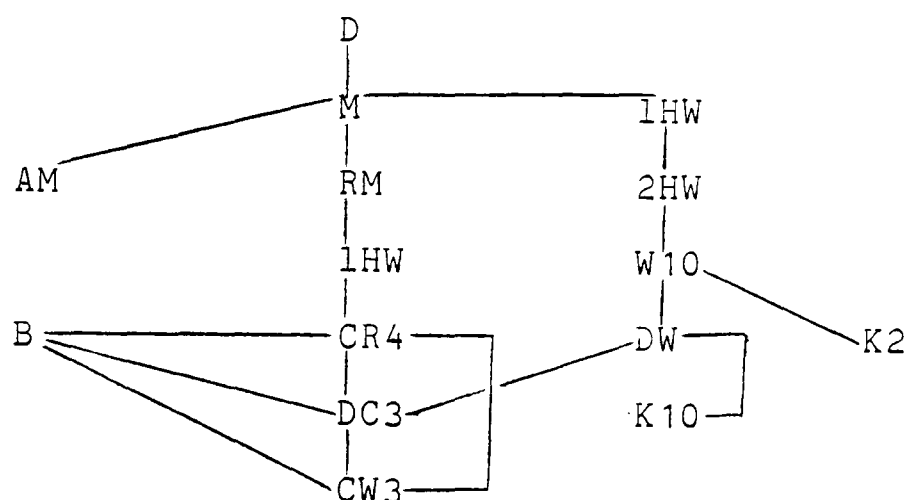 D
M 1HW
AM RM 2HW
1HW W10
B CR4 DW K2
DC3 K10
CW3